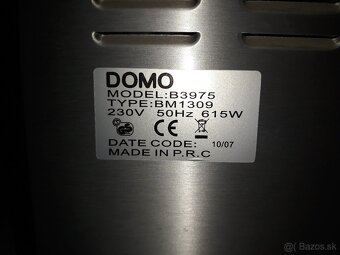 DOMO
MODEL:B3975
TYPE:BM1309
230V 50Hz 615W
CE
DATE CODE: 10/07
MADE IN P.R.C
Bazos.sk